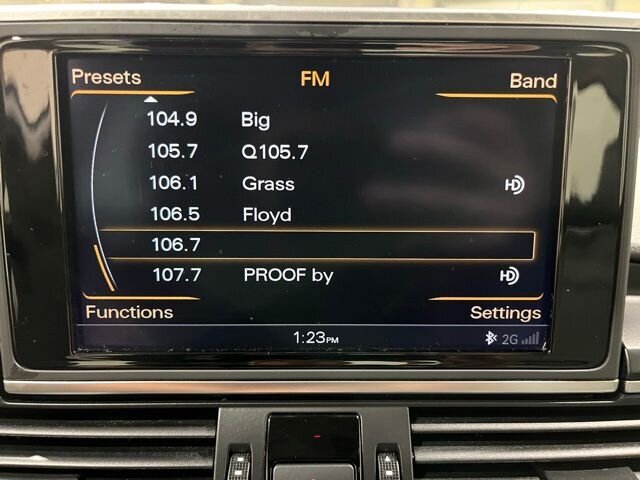 Presets FM Band
104.9 Big
105.7 Q105.7
106.1 Grass HD
106.5 Floyd
106.7
107.7 PROOF by HD
Functions Settings
1:23PM 2G